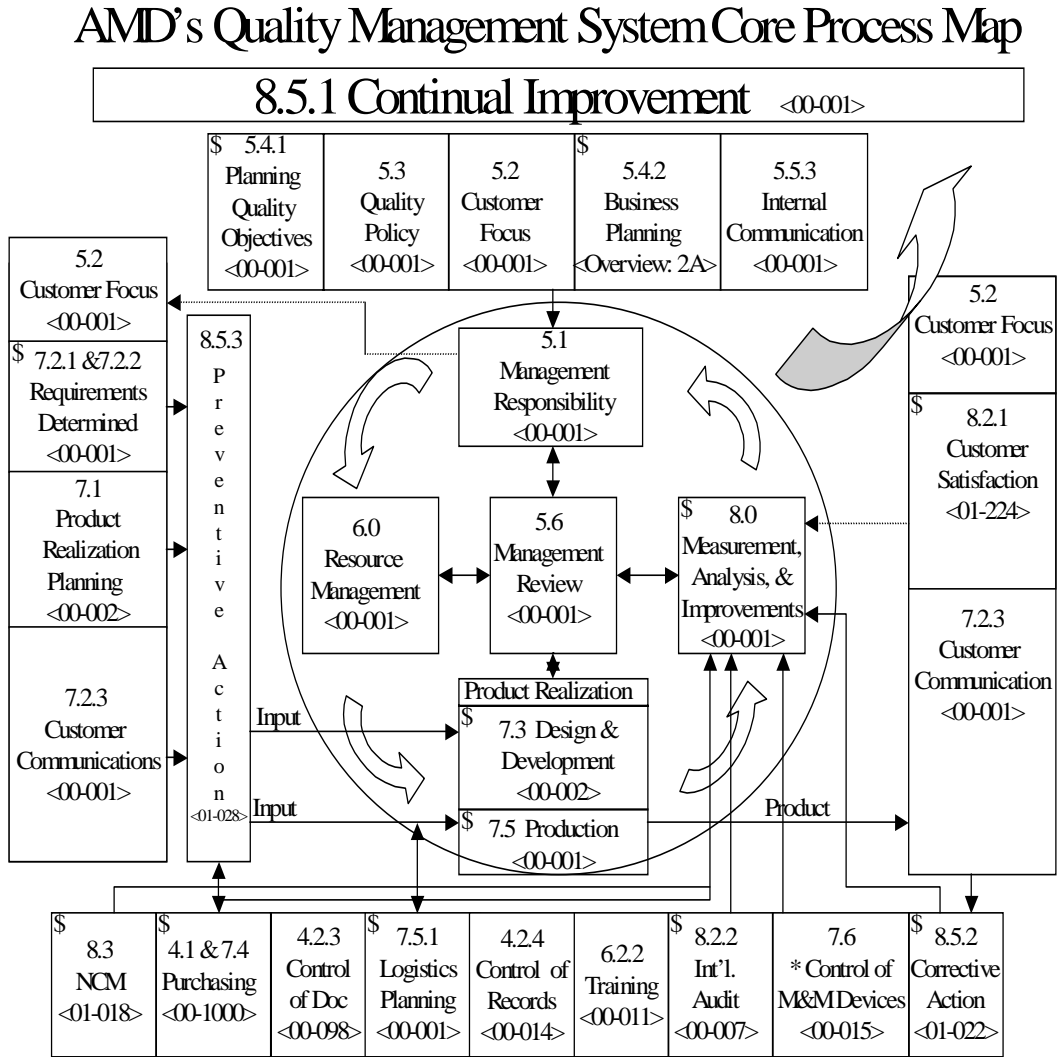 AMD's Quality Management System Core Process Map
8.5.1 Continual Improvement <00-001>
$ 5.4.1
Planning
Quality
Objectives
<00-001>
5.3
Quality
Policy
<00-001>
5.2
Customer
Focus
<00-001>
$
5.4.2
Business
Planning
<Overview: 2A>
5.5.3
Internal
Communication
<00-001>
5.2
Customer Focus
<00-001>
$ 7.2.1 &7.2.2
Requirements
Determined
<00-001>
7.1
Product
Realization
Planning
<00-002>
7.2.3
Customer
Communications
<00-001>
8.5.3
P
r
e
v
e
n
t
i
v
e
A
c
t
i
o
n
<01-028>
5.1
Management
Responsibility
<00-001>
6.0
Resource
Management
<00-001>
5.6
Management
Review
<00-001>
$ 8.0
Measurement,
Analysis, &
Improvements
<00-001>
Product Realization
$
7.3 Design &
Development
<00-002>
$
7.5 Production
<00-001>
Input
Input
Product
5.2
Customer Focus
<00-001>
$
8.2.1
Customer
Satisfaction
<01-224>
7.2.3
Customer
Communication
<00-001>
$
8.3
NCM
<01-018>
$
4.1 & 7.4
Purchasing
<00-1000>
4.2.3
Control
of Doc
<00-098>
$
7.5.1
Logistics
Planning
<00-001>
4.2.4
Control of
Records
<00-014>
6.2.2
Training
<00-011>
$
8.2.2
Int'l.
Audit
<00-007>
7.6
* Control of
M&M Devices
<00-015>
$
8.5.2
Corrective
Action
<01-022>